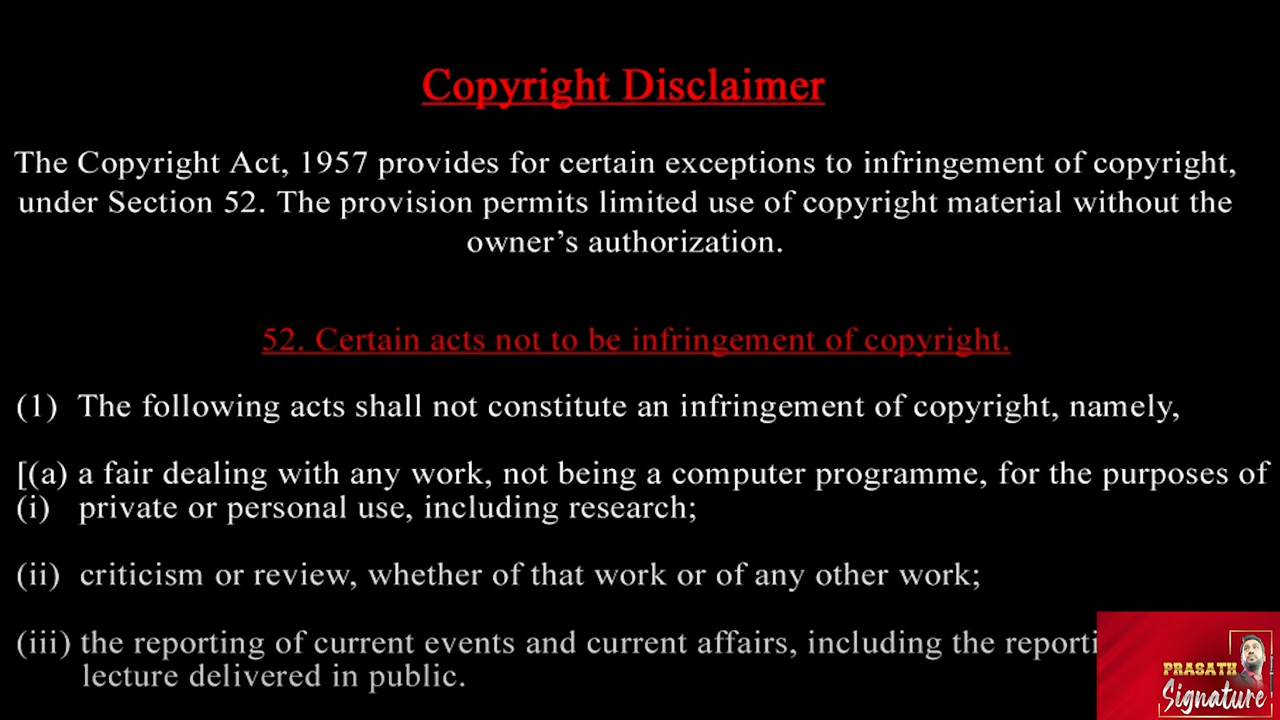 Copyright Disclaimer
The Copyright Act, 1957 provides for certain exceptions to infringement of copyright,
under Section 52. The provision permits limited use of copyright material without the
owner’s authorization.
52. Certain acts not to be infringement of copyright.
(1) The following acts shall not constitute an infringement of copyright, namely,
[(a) a fair dealing with any work, not being a computer programme, for the purposes of
(i) private or personal use, including research;
(ii) criticism or review, whether of that work or of any other work;
(iii) the reporting of current events and current affairs, including the
lecture delivered in public.
PRASATH
Signature